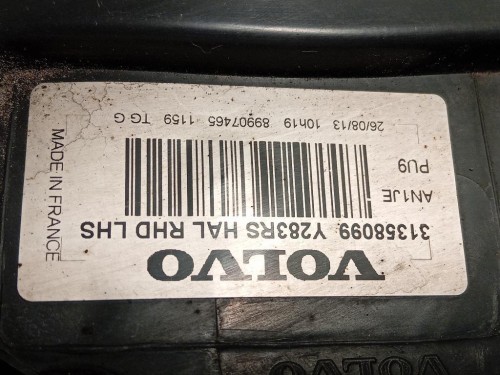 VOLVO
31358099 Y283RS HAL RHD LHS
AN1JE
PU9
26/08/13 10h19 89907465 1159 TG G
MADE IN FRANCE